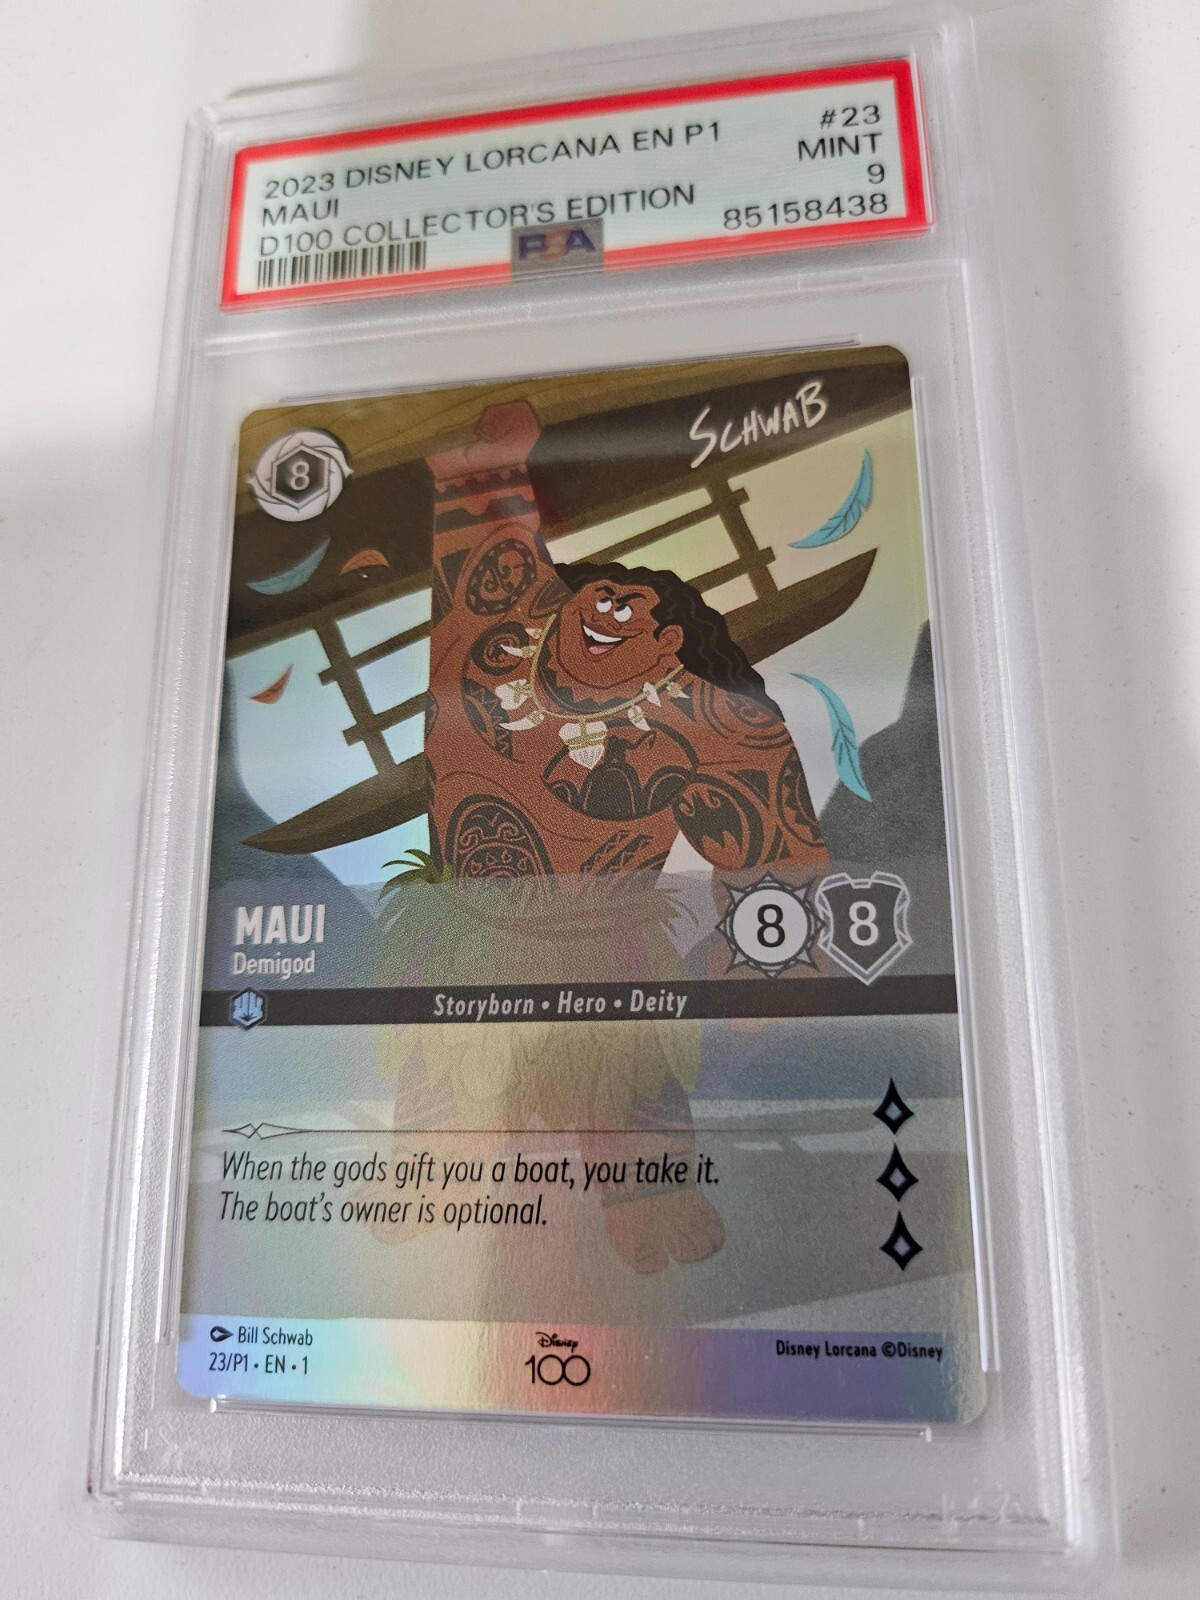 2023 DISNEY LORCANA EN P1 #23
MAUI MINT
D100 COLLECTOR'S EDITION 9
PSA 85158438
SCHWAB
8
MAUI
Demigod
8 8
Storyborn • Hero • Deity
When the gods gift you a boat, you take it.
The boat's owner is optional.
Bill Schwab
23/P1 • EN • 1
Disney
100
Disney Lorcana ©Disney